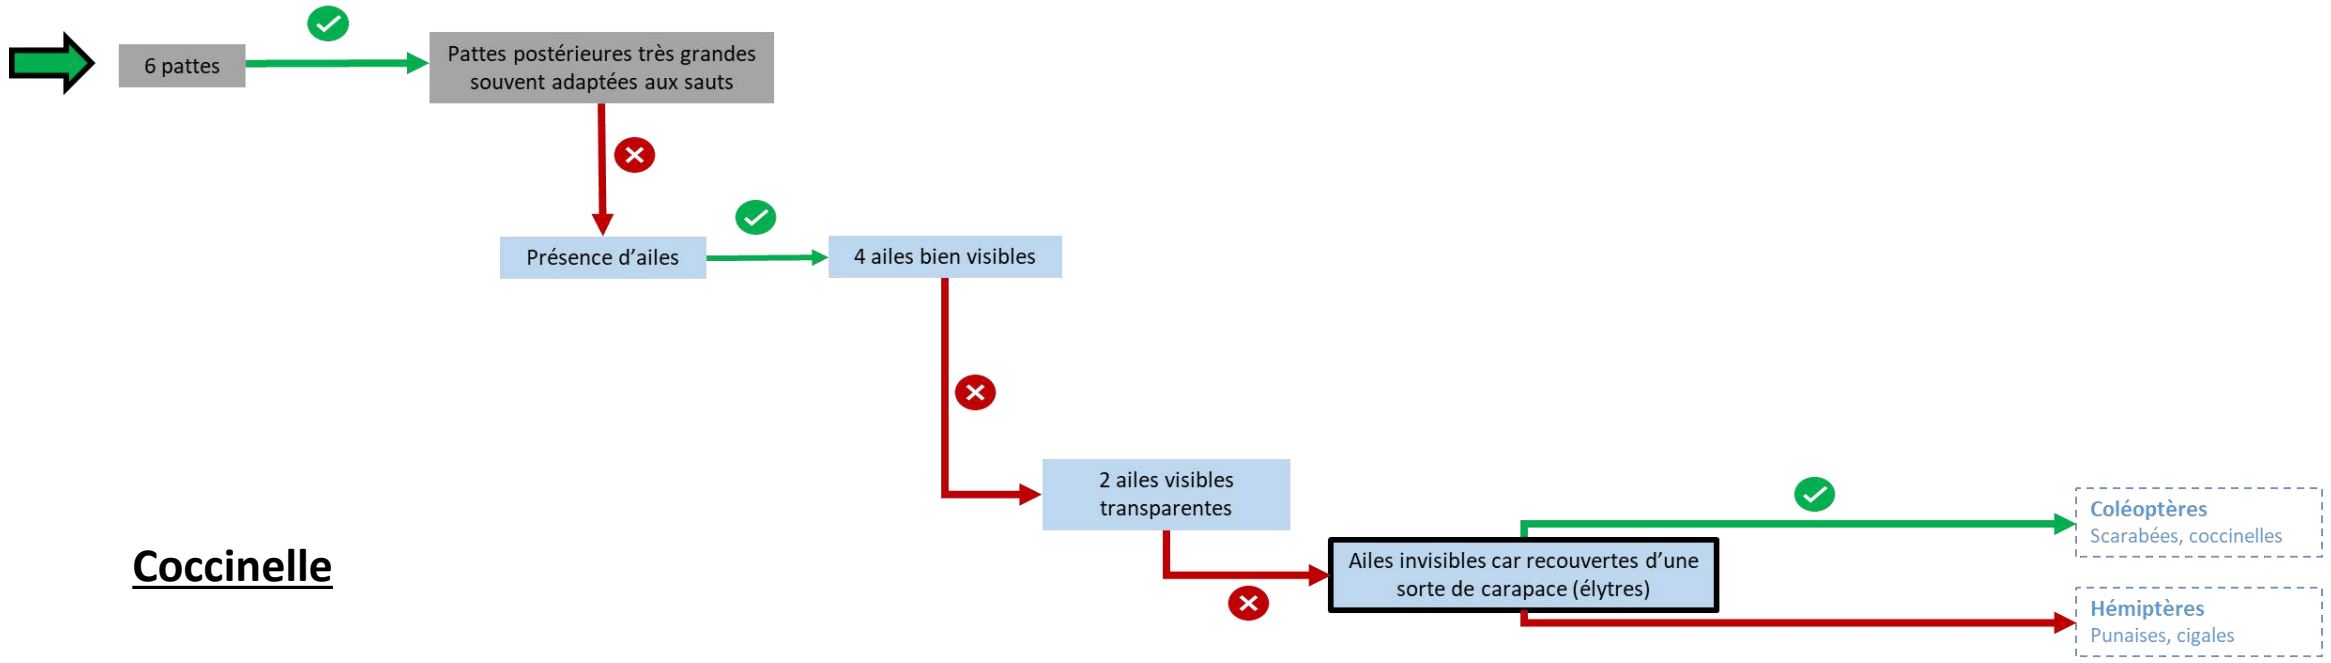 6 pattes
Pattes postérieures très grandes
souvent adaptées aux sauts
Présence d’ailes
4 ailes bien visibles
2 ailes visibles
transparentes
Coccinelle
Ailes invisibles car recouvertes d’une
sorte de carapace (élytres)
Coléoptères
Scarabées, coccinelles
Hémiptères
Punaises, cigales